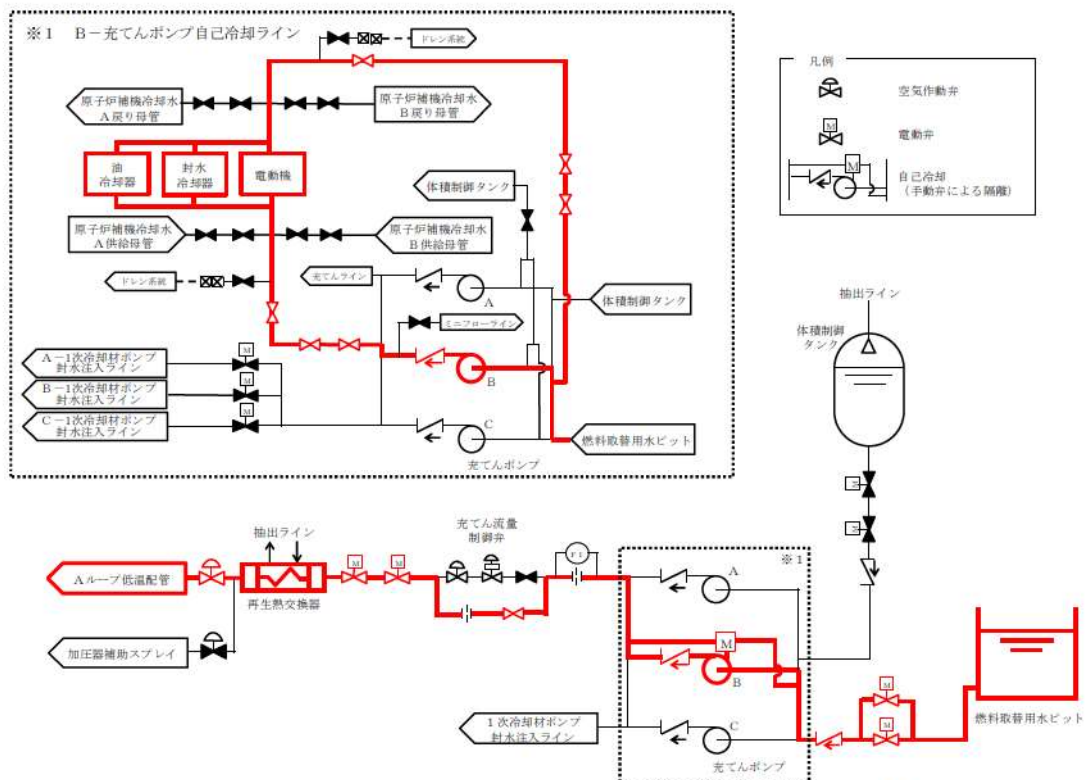 ※1　B－充てんポンプ自己冷却ライン
ドレン系統
原子炉補機冷却水
A戻り母管
原子炉補機冷却水
B戻り母管
油
冷却器
封水
冷却器
電動機
体積制御タンク
原子炉補機冷却水
A供給母管
原子炉補機冷却水
B供給母管
ドレン系統
充てんライン
A
体積制御タンク
ミニフローライン
B
A－1次冷却材ポンプ
封水注入ライン
M
B－1次冷却材ポンプ
封水注入ライン
M
C－1次冷却材ポンプ
封水注入ライン
M
C
充てんポンプ
燃料取替用水ピット
凡例
空気作動弁
M
電動弁
M
自己冷却
（手動弁による隔離）
抽出ライン
体積制御
タンク
M
M
抽出ライン
充てん流量
制御弁
FI
※1
Aループ低温配管
再生熱交換器
M
M
A
加圧器補助スプレイ
M
B
1次冷却材ポンプ
封水注入ライン
C
充てんポンプ
M
M
燃料取替用水ピット